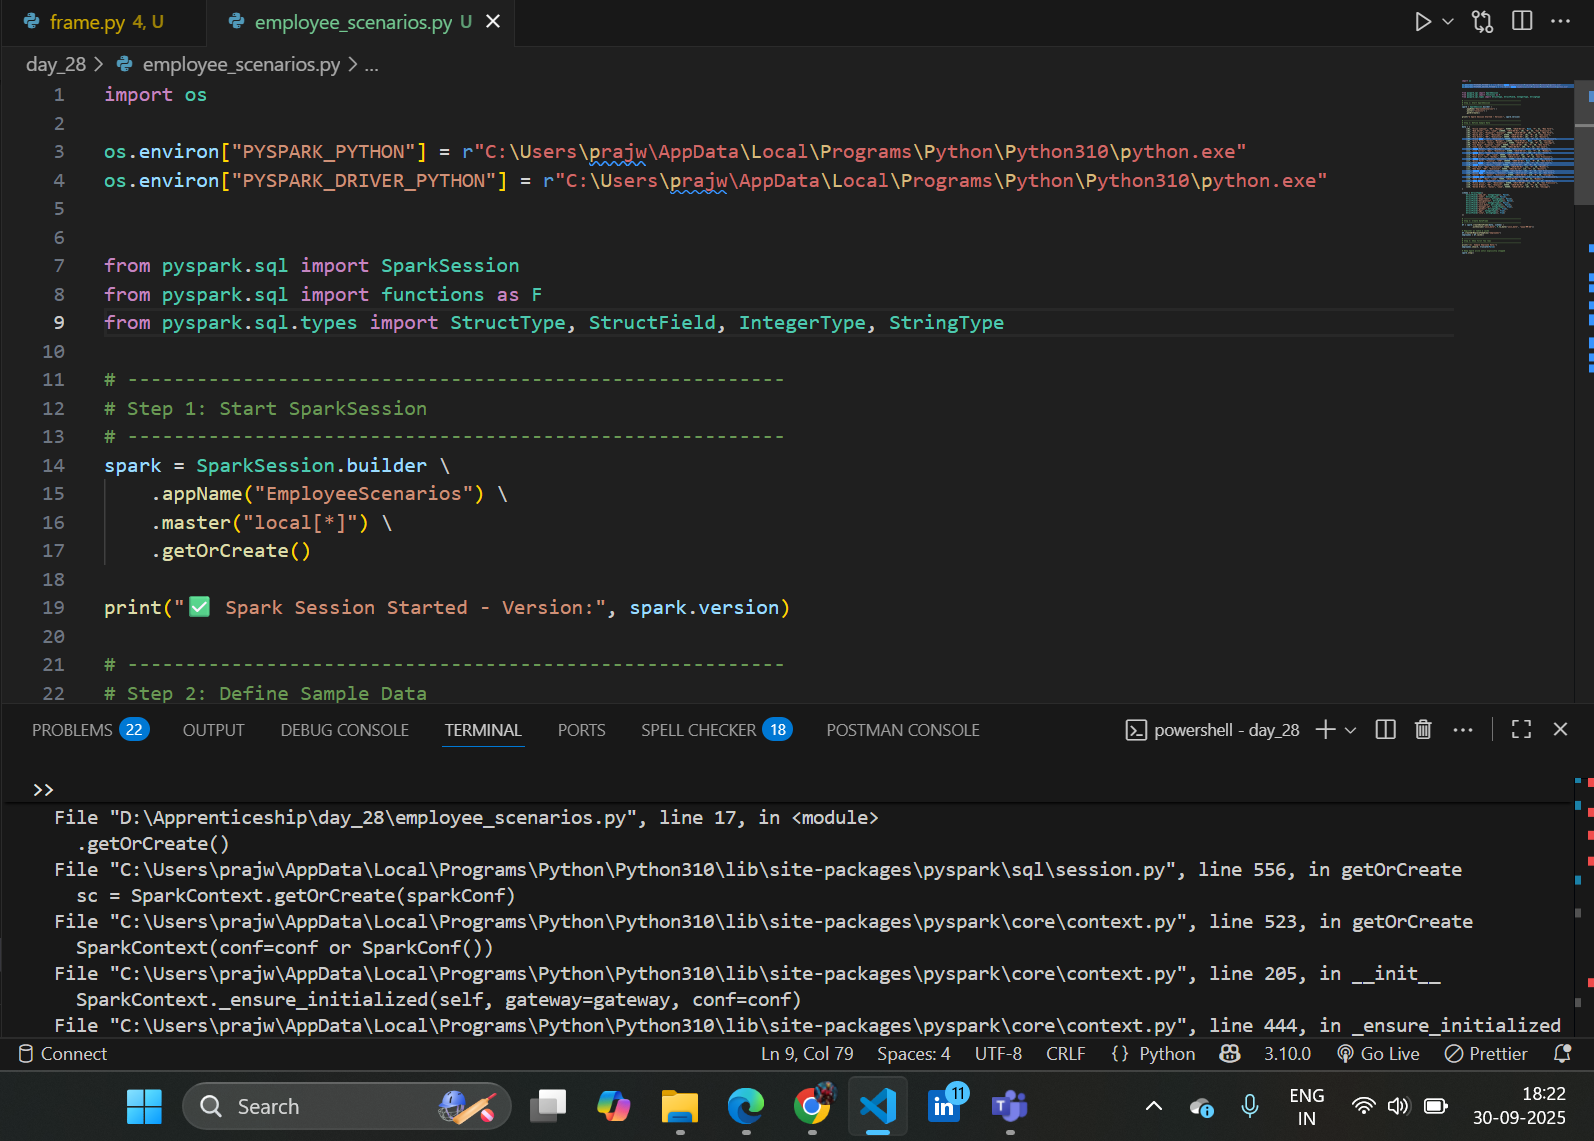 frame.py 4, U
employee_scenarios.py U
day_28 > employee_scenarios.py > ...
1 import os
2
3 os.environ["PYSPARK_PYTHON"] = r"C:\Users\prajw\AppData\Local\Programs\Python\Python310\python.exe"
4 os.environ["PYSPARK_DRIVER_PYTHON"] = r"C:\Users\prajw\AppData\Local\Programs\Python\Python310\python.exe"
5
6
7 from pyspark.sql import SparkSession
8 from pyspark.sql import functions as F
9 from pyspark.sql.types import StructType, StructField, IntegerType, StringType
10
11 # ---------------------------------------------------------
12 # Step 1: Start SparkSession
13 # ---------------------------------------------------------
14 spark = SparkSession.builder \
15     .appName("EmployeeScenarios") \
16     .master("local[*]") \
17     .getOrCreate()
18
19 print("✅ Spark Session Started - Version:", spark.version)
20
21 # ---------------------------------------------------------
22 # Step 2: Define Sample Data
PROBLEMS 22 OUTPUT DEBUG CONSOLE TERMINAL PORTS SPELL CHECKER 18 POSTMAN CONSOLE powershell - day_28
>>
File "D:\Apprenticeship\day_28\employee_scenarios.py", line 17, in <module>
.getOrCreate()
File "C:\Users\prajw\AppData\Local\Programs\Python\Python310\lib\site-packages\pyspark\sql\session.py", line 556, in getOrCreate
sc = SparkContext.getOrCreate(sparkConf)
File "C:\Users\prajw\AppData\Local\Programs\Python\Python310\lib\site-packages\pyspark\core\context.py", line 523, in getOrCreate
SparkContext(conf=conf or SparkConf())
File "C:\Users\prajw\AppData\Local\Programs\Python\Python310\lib\site-packages\pyspark\core\context.py", line 205, in __init__
SparkContext._ensure_initialized(self, gateway=gateway, conf=conf)
File "C:\Users\prajw\AppData\Local\Programs\Python\Python310\lib\site-packages\pyspark\core\context.py", line 444, in _ensure_initialized
Connect Ln 9, Col 79 Spaces: 4 UTF-8 CRLF {} Python 3.10.0 Go Live Prettier
Search
in 11
ENG
IN
18:22
30-09-2025